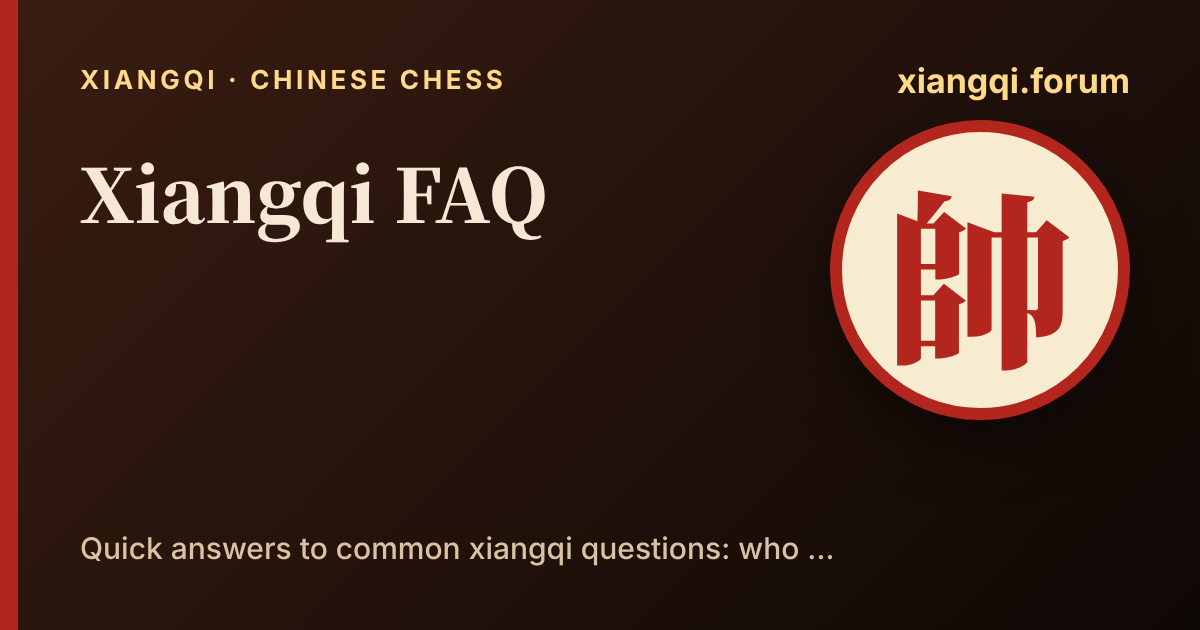 XIANGQI · CHINESE CHESS
xiangqi.forum
Xiangqi FAQ
帥
Quick answers to common xiangqi questions: who ...